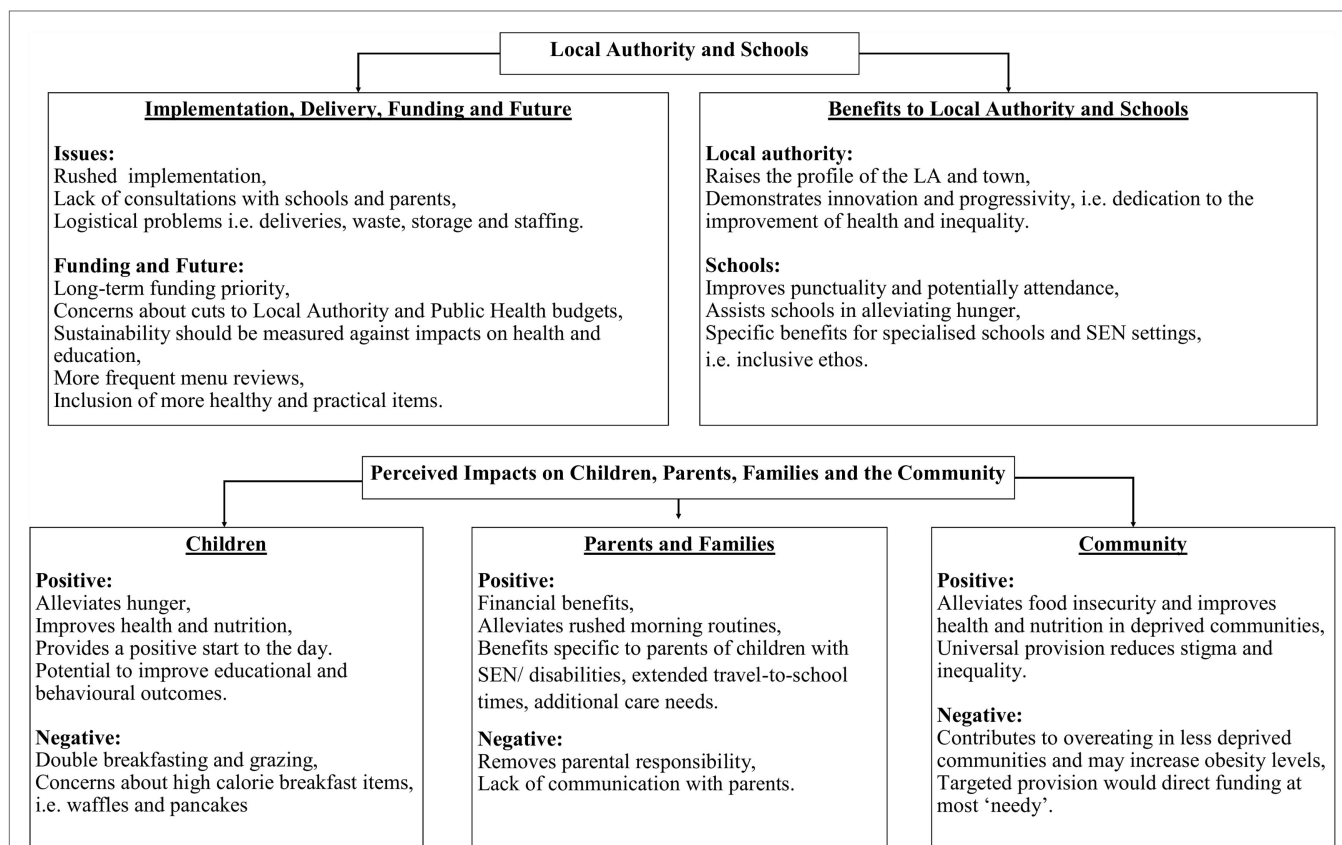 Local Authority and Schools
Implementation, Delivery, Funding and Future
Issues:
Rushed implementation,
Lack of consultations with schools and parents,
Logistical problems i.e. deliveries, waste, storage and staffing.
Funding and Future:
Long-term funding priority,
Concerns about cuts to Local Authority and Public Health budgets,
Sustainability should be measured against impacts on health and
education,
More frequent menu reviews,
Inclusion of more healthy and practical items.
Benefits to Local Authority and Schools
Local authority:
Raises the profile of the LA and town,
Demonstrates innovation and progressivity, i.e. dedication to the
improvement of health and inequality.
Schools:
Improves punctuality and potentially attendance,
Assists schools in alleviating hunger,
Specific benefits for specialised schools and SEN settings,
i.e. inclusive ethos.
Perceived Impacts on Children, Parents, Families and the Community
Children
Positive:
Alleviates hunger,
Improves health and nutrition,
Provides a positive start to the day.
Potential to improve educational and
behavioural outcomes.
Negative:
Double breakfasting and grazing,
Concerns about high calorie breakfast items,
i.e. waffles and pancakes
Parents and Families
Positive:
Financial benefits,
Alleviates rushed morning routines,
Benefits specific to parents of children with
SEN/ disabilities, extended travel-to-school
times, additional care needs.
Negative:
Removes parental responsibility,
Lack of communication with parents.
Community
Positive:
Alleviates food insecurity and improves
health and nutrition in deprived communities,
Universal provision reduces stigma and
inequality.
Negative:
Contributes to overeating in less deprived
communities and may increase obesity levels,
Targeted provision would direct funding at
most ‘needy’.